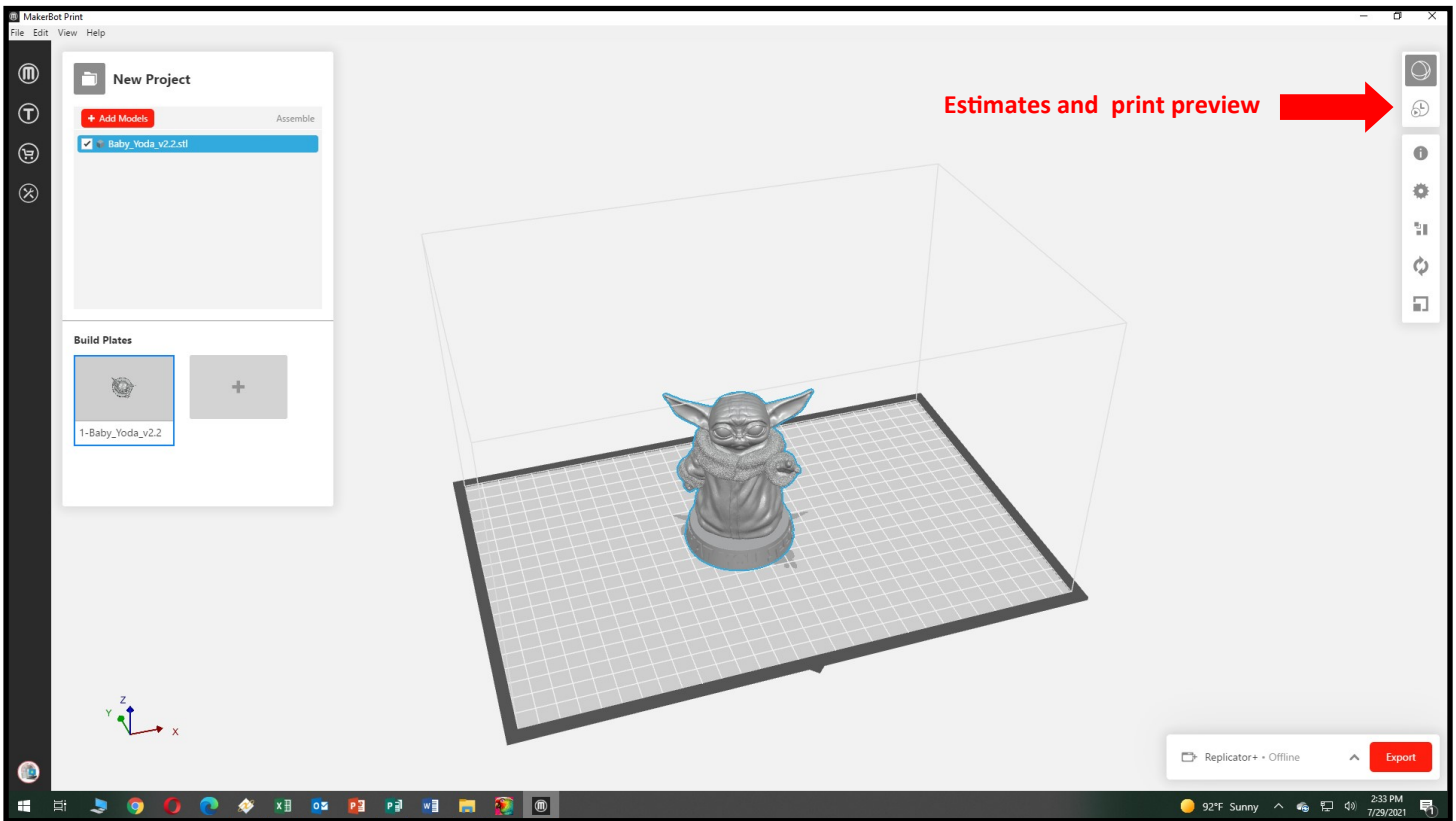 MakerBot Print
File Edit View Help
New Project
+ Add Models
Assemble
Baby_Yoda_v2.2.stl
Estimates and print preview
Build Plates
+
1-Baby_Yoda_v2.2
Z
Y
X
Replicator+ • Offline
Export
92°F Sunny
2:33 PM
7/29/2021